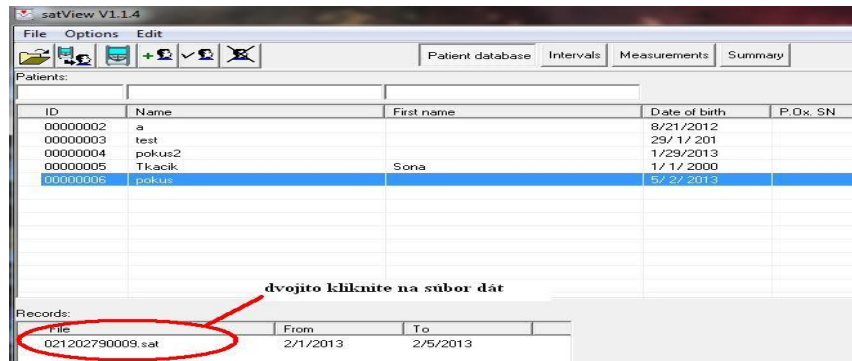 satView V1.1.4
File Options Edit
Patient database Intervals Measurements Summary
Patients:
ID Name First name Date of birth P.Ox. SN
00000002 a 8/21/2012
00000003 test 29/ 1/ 201
00000004 pokus2 1/29/2013
00000005 Tkacik Sona 1/ 1/ 2000
00000006 pokus 5/ 2/ 2013
dvojito kliknite na súbor dát
Records:
File From To
021202790009.sat 2/1/2013 2/5/2013